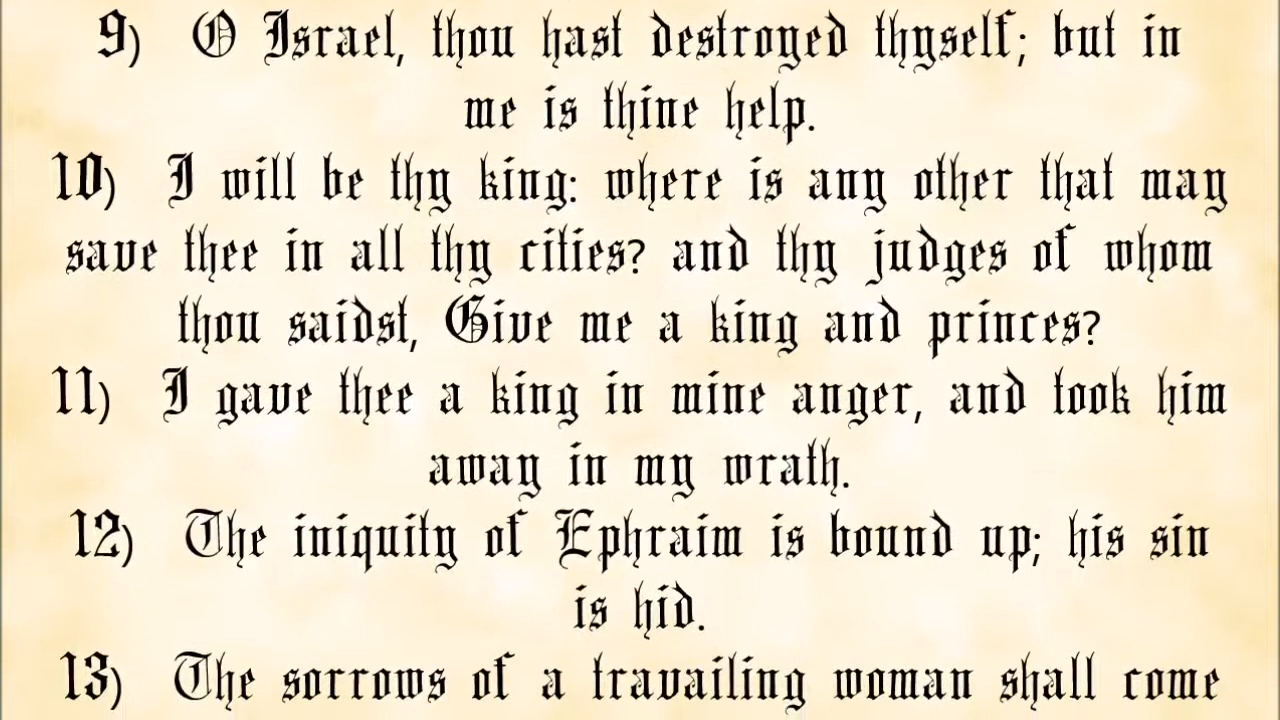 9) O Israel, thou hast destroyed thyself; but in
me is thine help.
10) I will be thy king: where is any other that may
save thee in all thy cities? and thy judges of whom
thou saidst, Give me a king and princes?
11) I gave thee a king in mine anger, and took him
away in my wrath.
12) The iniquity of Ephraim is bound up; his sin
is hid.
13) The sorrows of a travailing woman shall come